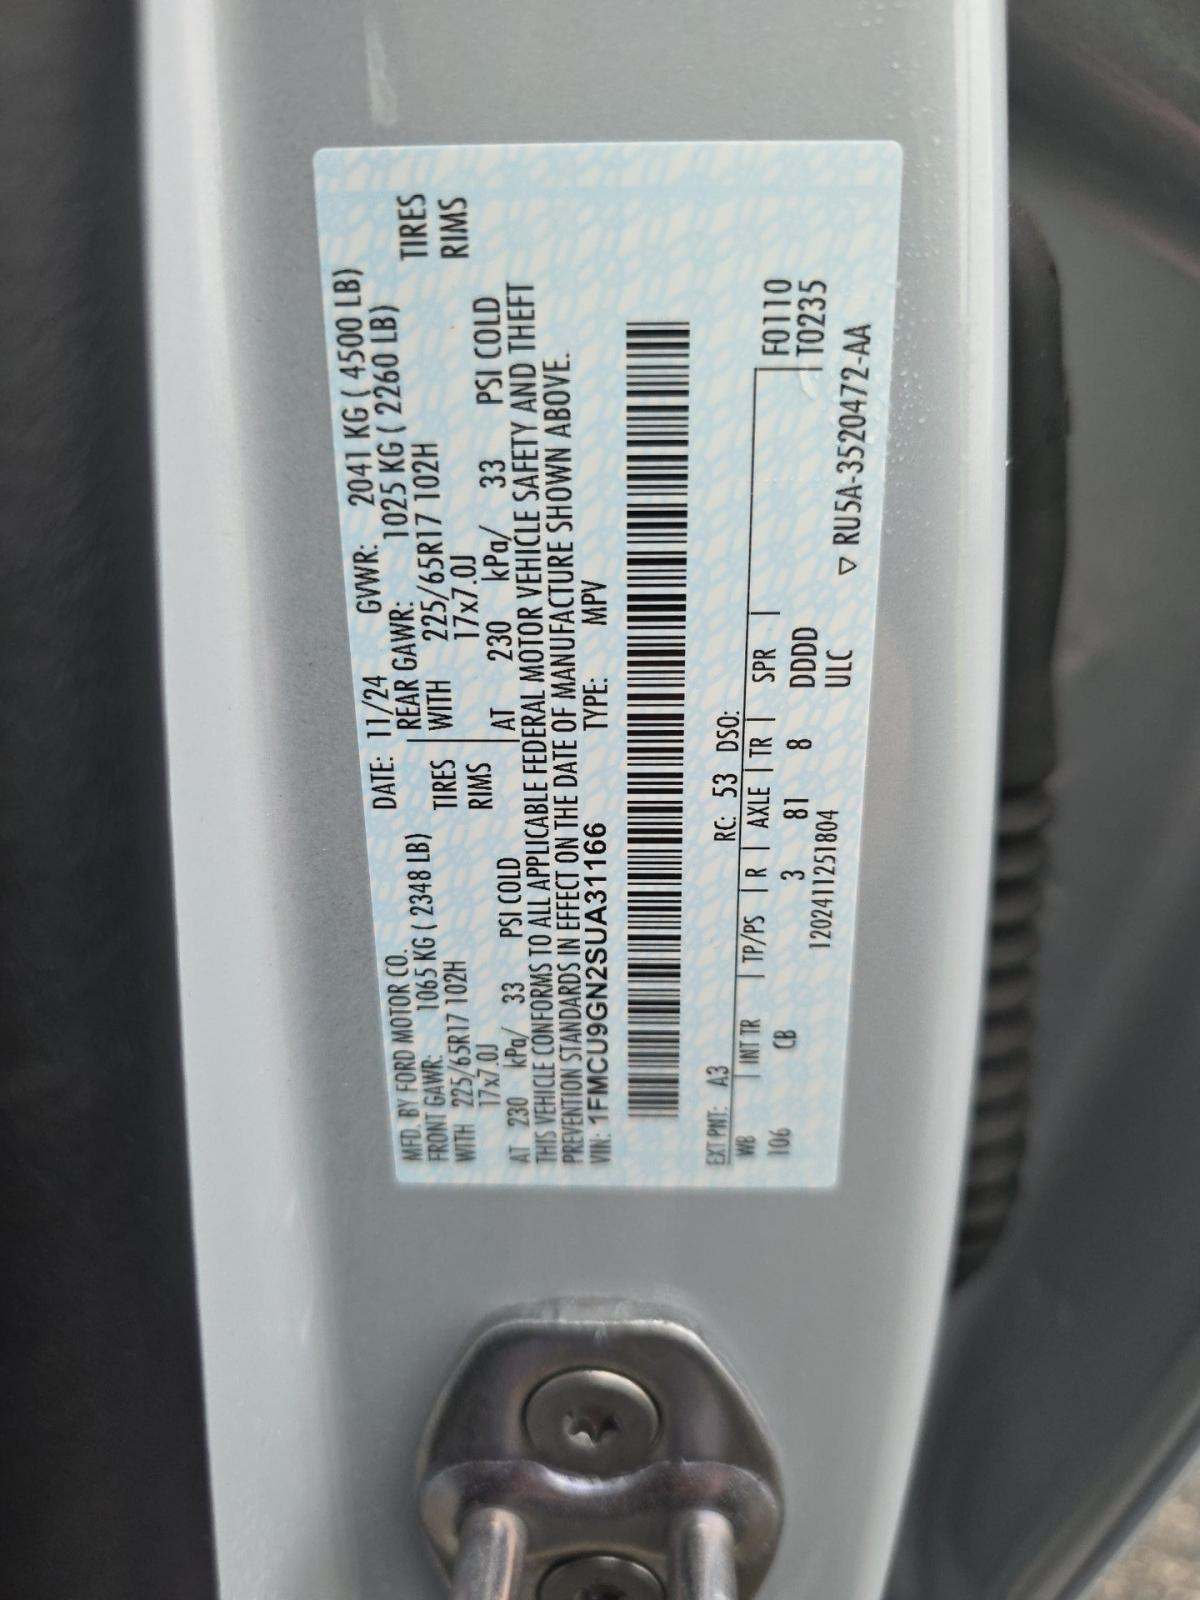 MFD. BY FORD MOTOR CO. DATE: 11/24 GVWR: 2041 KG ( 4500 LB)
FRONT GAWR: 1065 KG ( 2348 LB) REAR GAWR: 1025 KG ( 2260 LB)
WITH 225/65R17 102H TIRES WITH 225/65R17 102H TIRES
17x7.0J RIMS 17x7.0J RIMS
AT 230 kPa/ 33 PSI COLD AT 230 kPa/ 33 PSI COLD
THIS VEHICLE CONFORMS TO ALL APPLICABLE FEDERAL MOTOR VEHICLE SAFETY AND THEFT
PREVENTION STANDARDS IN EFFECT ON THE DATE OF MANUFACTURE SHOWN ABOVE.
VIN: 1FMCU9GN2SUA31166 TYPE: MPV
EXT PNT: A3 RC: 53 DSO:
WB INT TR TP/PS R AXLE TR SPR F0110
106 CB 3 81 8 DDDD T0235
1202411251804 ULC ▽ RU5A-3520472-AA